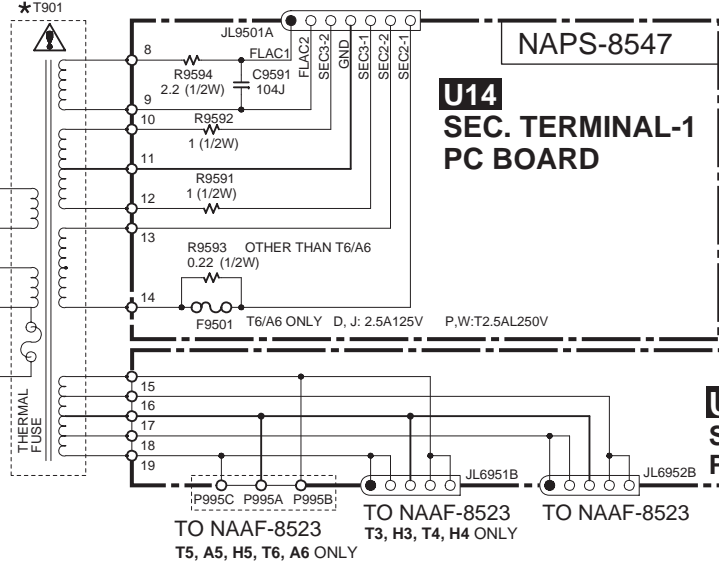 ★T901
JL9501A
NAPS-8547
FLAC1
FLAC2
SEC3-2
GND
SEC3-1
SEC2-2
SEC2-1
8
R9594
2.2 (1/2W)
C9591
104J
9
U14
SEC. TERMINAL-1
PC BOARD
10
R9592
1 (1/2W)
11
R9591
1 (1/2W)
12
13
R9593 OTHER THAN T6/A6
0.22 (1/2W)
14
F9501
T6/A6 ONLY D, J: 2.5A125V P,W:T2.5AL250V
THERMAL
FUSE
15
16
17
18
19
JL6951B
JL6952B
P995C P995A P995B
TO NAAF-8523
T5, A5, H5, T6, A6 ONLY
TO NAAF-8523
T3, H3, T4, H4 ONLY
TO NAAF-8523